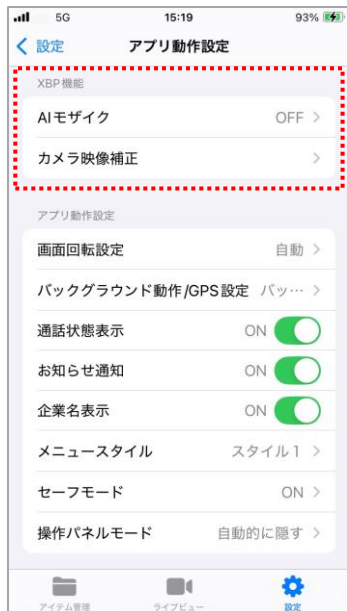 5G 15:19 93%
設定 アプリ動作設定
XBP機能
AIモザイク OFF
カメラ映像補正
アプリ動作設定
画面回転設定 自動
バックグラウンド動作/GPS設定 バッ…
通話状態表示 ON
お知らせ通知 ON
企業名表示 ON
メニュースタイル スタイル1
セーフモード ON
操作パネルモード 自動的に隠す
アイテム管理 ライブビュー 設定